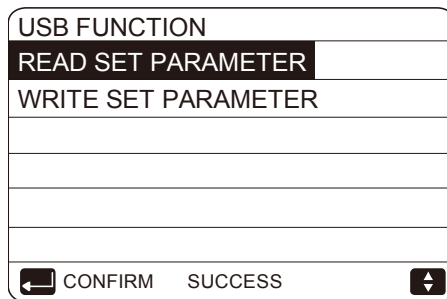 USB FUNCTION
READ SET PARAMETER
WRITE SET PARAMETER
CONFIRM SUCCESS